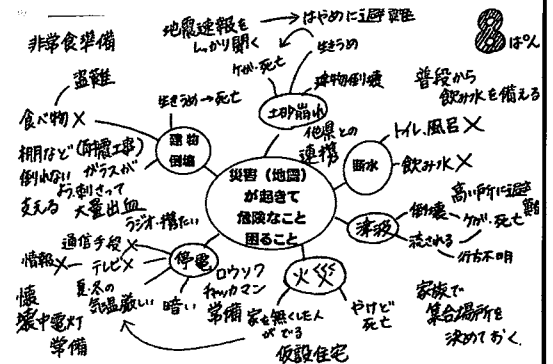 8はん
地震速報を
しっかり聞く
はやめに避難
非常食準備
盗難
食べ物×
生きうめ→死亡
ケガ・死亡
生きうめ
建物倒壊
土砂崩れ
普段から
飲み水を備える
建物
倒壊
棚など(耐震工事)
倒れない
支える
ガラスが
刺さって
大量出血
他県との
連携
断水
トイレ、風呂×
飲み水×
災害(地震)
が起きて
危険なこと
困ること
津波
倒壊
高い所に避難
ケガ・死亡
流される
行方不明
ラジオ・携たい
通信手段×
情報×
テレビ×
夏・冬の
気温厳しい
停電
暗い
ロウソク
チャッカマン
常備
懐中電灯
常備
火災
家を無くした人
がでる
仮設住宅
やけど
死亡
家族で
集合場所を
決めておく。